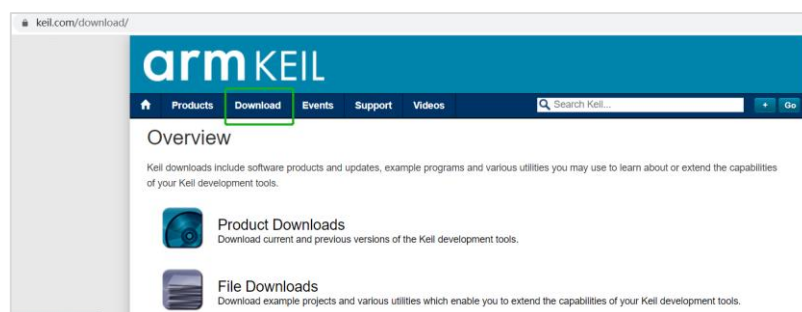 keil.com/download/
arm KEIL
Products Download Events Support Videos Search Keil... + Go
Overview
Keil downloads include software products and updates, example programs and various utilities you may use to learn about or extend the capabilities
of your Keil development tools.
Product Downloads
Download current and previous versions of the Keil development tools.
File Downloads
Download example projects and various utilities which enable you to extend the capabilities of your Keil development tools.